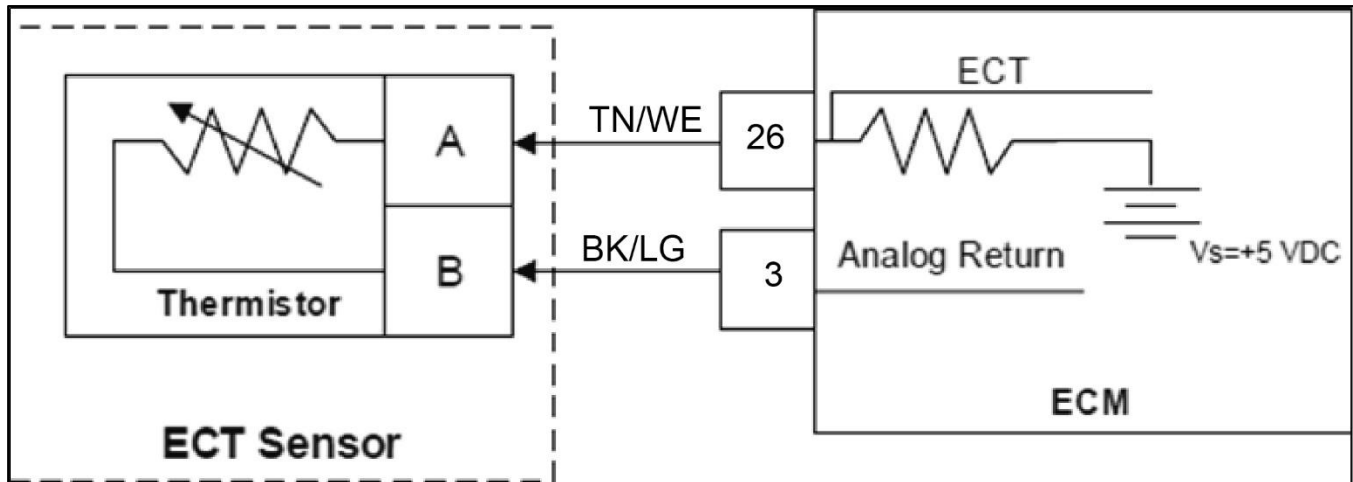 ECT
TN/WE
26
A
BK/LG
3
Analog Return
Vs=+5 VDC
B
Thermistor
ECM
ECT Sensor